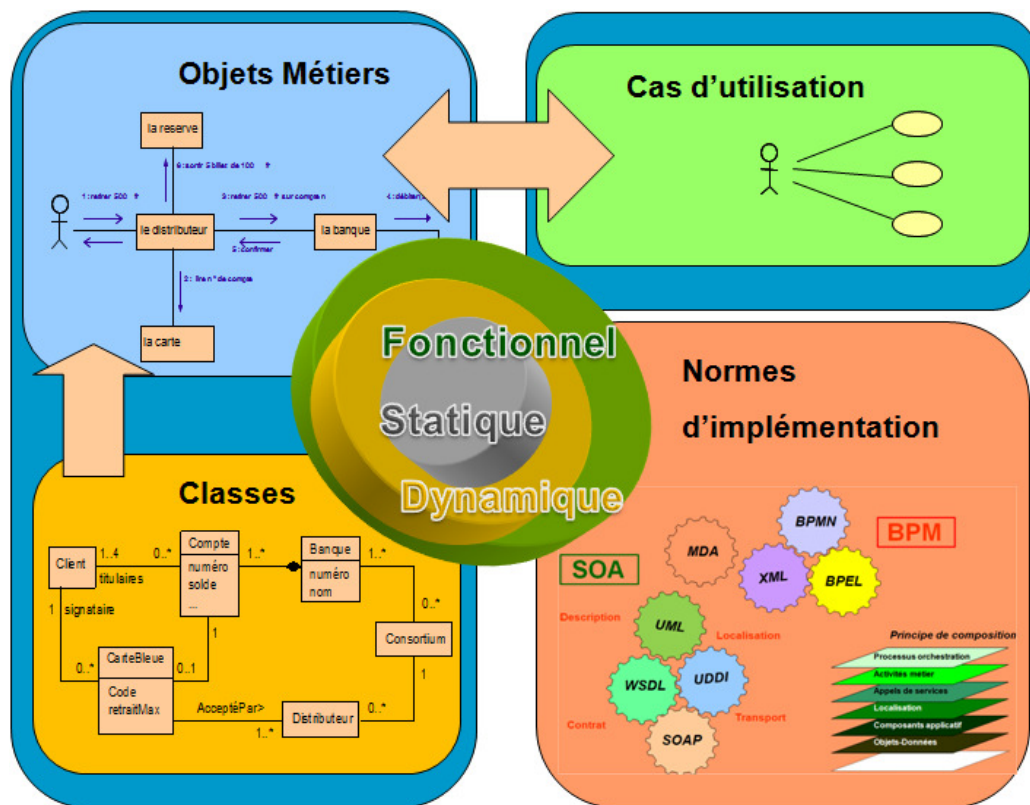 Objets Métiers
la reserve
6: sortir 5 billes de 100
1: retirer 500
3: retirer 500 sur compte n
4: débiter
le distributeur
la banque
5: confirmer
2: lire n° de compte
la carte
Cas d'utilisation
Fonctionnel
Statique
Dynamique
Classes
Client
1..4
titulaires
0..*
Compte
numéro
solde
...
1..*
Banque
numéro
nom
1..*
1
signataire
0..*
CarteBleue
Code
retraitMax
0..1
1
0..*
Consortium
1
AcceptéPar>
1..*
Distributeur
0..*
Normes
d'implémentation
SOA
BPM
MDA
BPMN
XML
BPEL
Description
UML
Localisation
WSDL
UDDI
Contrat
Transport
SOAP
Principe de composition
Processus orchestration
Activités métier
Appels de services
Localisation
Composants applicatif
Objets-Données